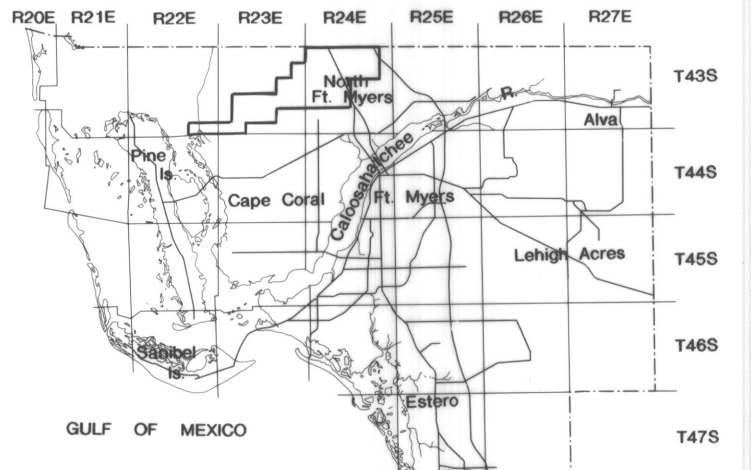 R20E R21E R22E R23E R24E R25E R26E R27E
T43S
North
Ft. Myers
R.
Alva
Pine
Is.
T44S
Caloosahatchee
Cape Coral
Ft. Myers
Lehigh Acres
T45S
Sanibel
Is.
T46S
Estero
GULF OF MEXICO
T47S